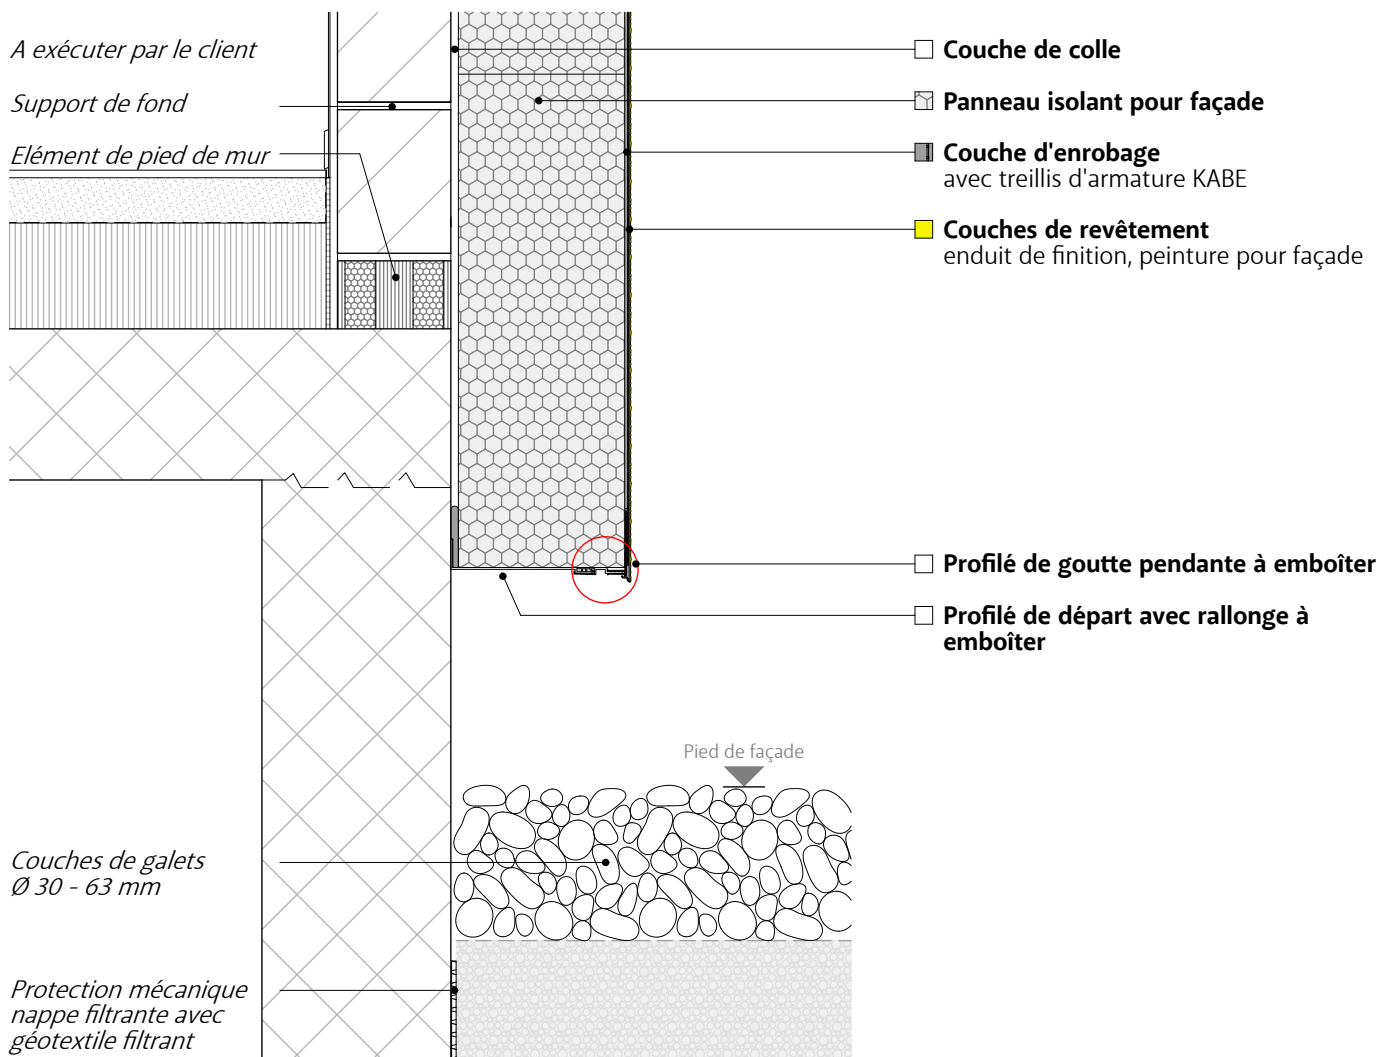 A exécuter par le client
Support de fond
Elément de pied de mur
Couche de colle
Panneau isolant pour façade
Couche d'enrobage
avec treillis d'armature KABE
Couches de revêtement
enduit de finition, peinture pour façade
Profilé de goutte pendante à emboîter
Profilé de départ avec rallonge à
emboîter
Pied de façade
Couches de galets
Ø 30 - 63 mm
Protection mécanique
nappe filtrante avec
géotextile filtrant